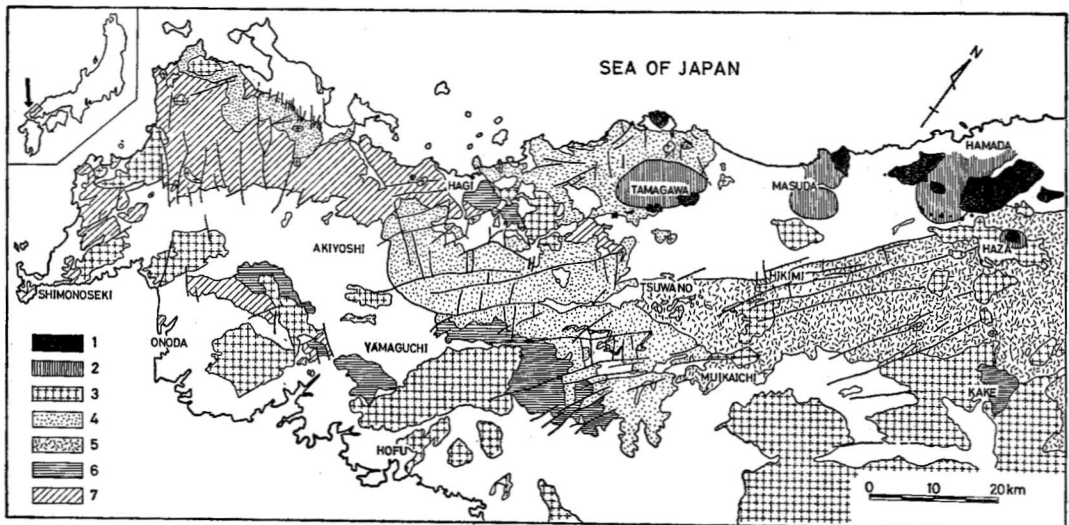 SEA OF JAPAN
N
HAMADA
HAGI
TAMAGAWA
MASUDA
AKIYOSHI
HAZA
HIKIMI
TSUWANO
SHIMONOSEKI
ONODA
YAMAGUCHI
MUIKAICHI
KAKE
HOFU
1
2
3
4
5
6
7
0 10 20km